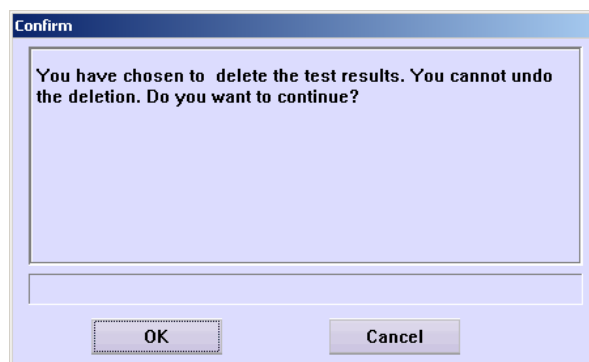 Confirm
You have chosen to  delete the test results. You cannot undo
the deletion. Do you want to continue?
OK
Cancel